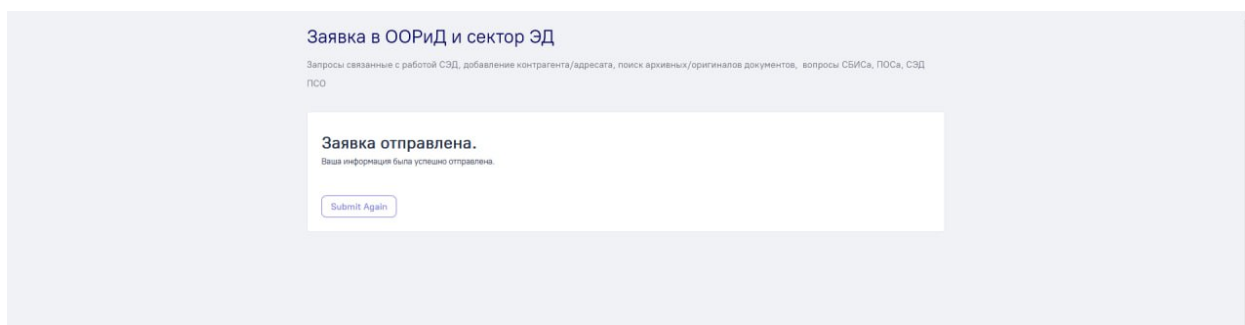 Заявка в ООРиД и сектор ЭД
Запросы связанные с работой СЭД, добавление контрагента/адресата, поиск архивных/оригиналов документов, вопросы СБИСа, ПОСа, СЭД
ПСО
Заявка отправлена.
Ваша информация была успешно отправлена.
Submit Again